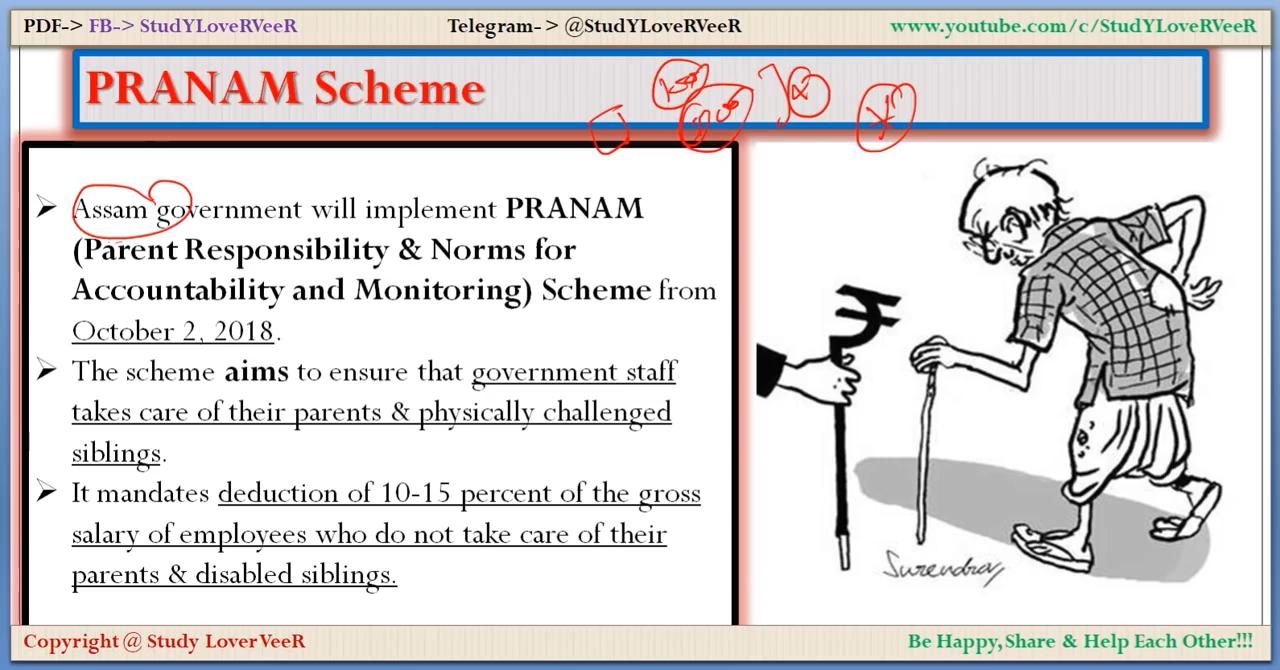 PDF-> FB-> StudYLoveRVeeR Telegram-> @StudYLoveRVeeR www.youtube.com/c/StudYLoveRVeeR
PRANAM Scheme
➢ Assam government will implement PRANAM
(Parent Responsibility & Norms for
Accountability and Monitoring) Scheme from
October 2, 2018.
➢ The scheme aims to ensure that government staff
takes care of their parents & physically challenged
siblings.
➢ It mandates deduction of 10-15 percent of the gross
salary of employees who do not take care of their
parents & disabled siblings.
₹
Surendra
Copyright @ Study LoverVeeR Be Happy, Share & Help Each Other!!!